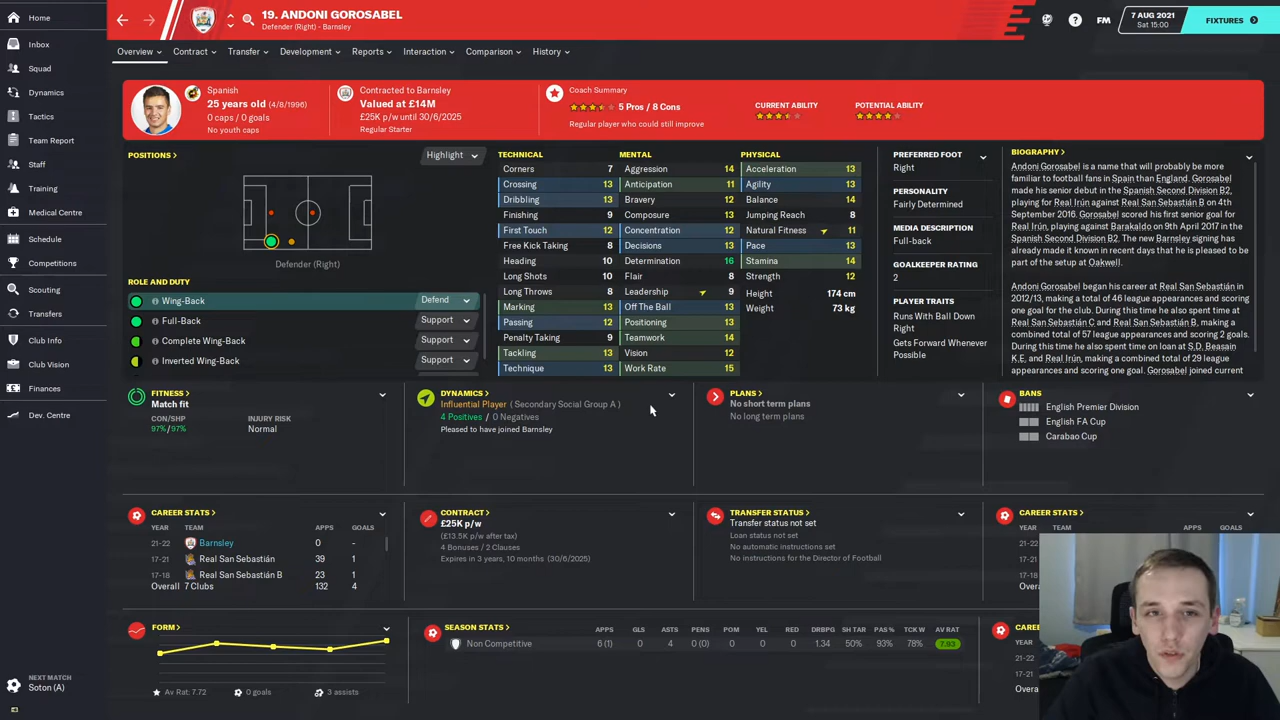 Home
Inbox
Squad
Dynamics
Tactics
Team Report
Staff
Training
Medical Centre
Schedule
Competitions
Scouting
Transfers
Club Info
Club Vision
Finances
Dev. Centre
NEXT MATCH
Soton (A)
19. ANDONI GOROSABEL
Defender (Right) - Barnsley
FM
7 AUG 2021
Sat 15:00
FIXTURES
Overview
Contract
Transfer
Development
Reports
Interaction
Comparison
History
Spanish
25 years old (4/8/1996)
0 caps / 0 goals
No youth caps
Contracted to Barnsley
Valued at £14M
£25K p/w until 30/6/2025
Regular Starter
Coach Summary
5 Pros / 8 Cons
Regular player who could still improve
CURRENT ABILITY
POTENTIAL ABILITY
POSITIONS
Highlight
Defender (Right)
ROLE AND DUTY
Wing-Back Defend
Full-Back Support
Complete Wing-Back Support
Inverted Wing-Back Support
TECHNICAL
Corners 7
Crossing 13
Dribbling 13
Finishing 9
First Touch 12
Free Kick Taking 8
Heading 10
Long Shots 10
Long Throws 8
Marking 13
Passing 12
Penalty Taking 9
Tackling 13
Technique 13
MENTAL
Aggression 14
Anticipation 11
Bravery 12
Composure 13
Concentration 12
Decisions 13
Determination 16
Flair 8
Leadership 9
Off The Ball 13
Positioning 13
Teamwork 14
Vision 12
Work Rate 15
PHYSICAL
Acceleration 13
Agility 13
Balance 14
Jumping Reach 8
Natural Fitness 11
Pace 13
Stamina 14
Strength 12
Height 174 cm
Weight 73 kg
PREFERRED FOOT
Right
PERSONALITY
Fairly Determined
MEDIA DESCRIPTION
Full-back
GOALKEEPER RATING
2
PLAYER TRAITS
Runs With Ball Down
Right
Gets Forward Whenever
Possible
BIOGRAPHY
Andoni Gorosabel is a name that will probably be more
familiar to football fans in Spain than England. Gorosabel
made his senior debut in the Spanish Second Division B2,
playing for Real Irún against Real San Sebastián B on 4th
September 2016. Gorosabel scored his first senior goal for
Real Irún, playing against Barakaldo on 9th April 2017 in the
Spanish Second Division B2. The new Barnsley signing has
already made it known in recent days that he is pleased to be
part of the setup at Oakwell.
Andoni Gorosabel began his career at Real San Sebastián in
2012/13, making a total of 46 league appearances and scoring
one goal for the club. During this time he also played for Real
San Sebastián C and Real San Sebastián B, making a
combined total of 57 league appearances and scoring 2 goals.
During this time he also spent time on loan at S.D. Beasain
K.E. and Real Irún, making a combined total of 29 league
appearances and scoring one goal. Gorosabel joined current
FITNESS
Match fit
CON/SHP
97%/97%
INJURY RISK
Normal
DYNAMICS
Influential Player ( Secondary Social Group A )
4 Positives / 0 Negatives
Pleased to have joined Barnsley
PLANS
No short term plans
No long term plans
BANS
English Premier Division
English FA Cup
Carabao Cup
CAREER STATS
YEAR TEAM APPS GOALS
21-22 Barnsley 0 -
17-21 Real San Sebastián 39 1
17-18 Real San Sebastián B 23 1
Overall 7 Clubs 132 4
CONTRACT
£25K p/w
(£13.5K p/w after tax)
4 Bonuses / 2 Clauses
Expires in 3 years, 10 months (30/6/2025)
TRANSFER STATUS
Transfer status not set
Loan status not set
No automatic instructions set
No instructions for the Director of Football
CAREER STATS
YEAR TEAM APPS GOALS
21-22
17-21
17-18
Overall
FORM
Av Rat: 7.72
0 goals
3 assists
SEASON STATS
APPS GLS ASTS PENS POM YEL RED DRBPG SH TAR PAS% TCK W AV RAT
Non Competitive 6 (1) 0 4 0 (0) 0 0 0 1.34 50% 93% 78% 7.93
YEAR
21-22